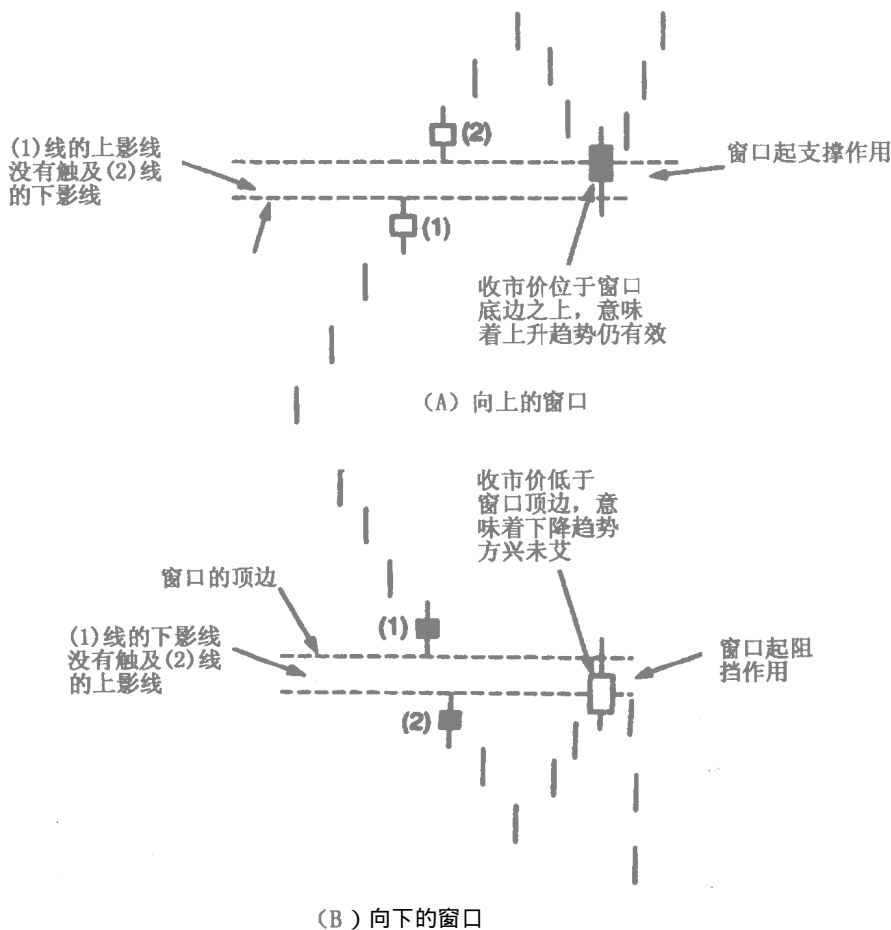 (2)
(1)线的上影线
没有触及(2)线
的下影线
窗口起支撑作用
(1)
收市价位于窗口
底边之上，意味
着上升趋势仍有效
（A）向上的窗口
收市价低于
窗口顶边，意
味着下降趋势
方兴未艾
窗口的顶边
(1)
(1)线的下影线
没有触及(2)线
的上影线
窗口起阻
挡作用
(2)
（B）向下的窗口